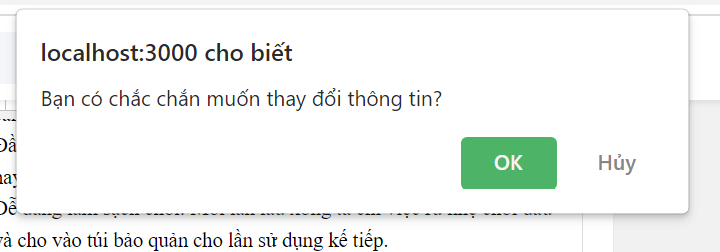 localhost:3000 cho biết
Bạn có chắc chắn muốn thay đổi thông tin?
OK
Hủy
và cho vào túi bảo quản cho lần sử dụng kế tiếp.